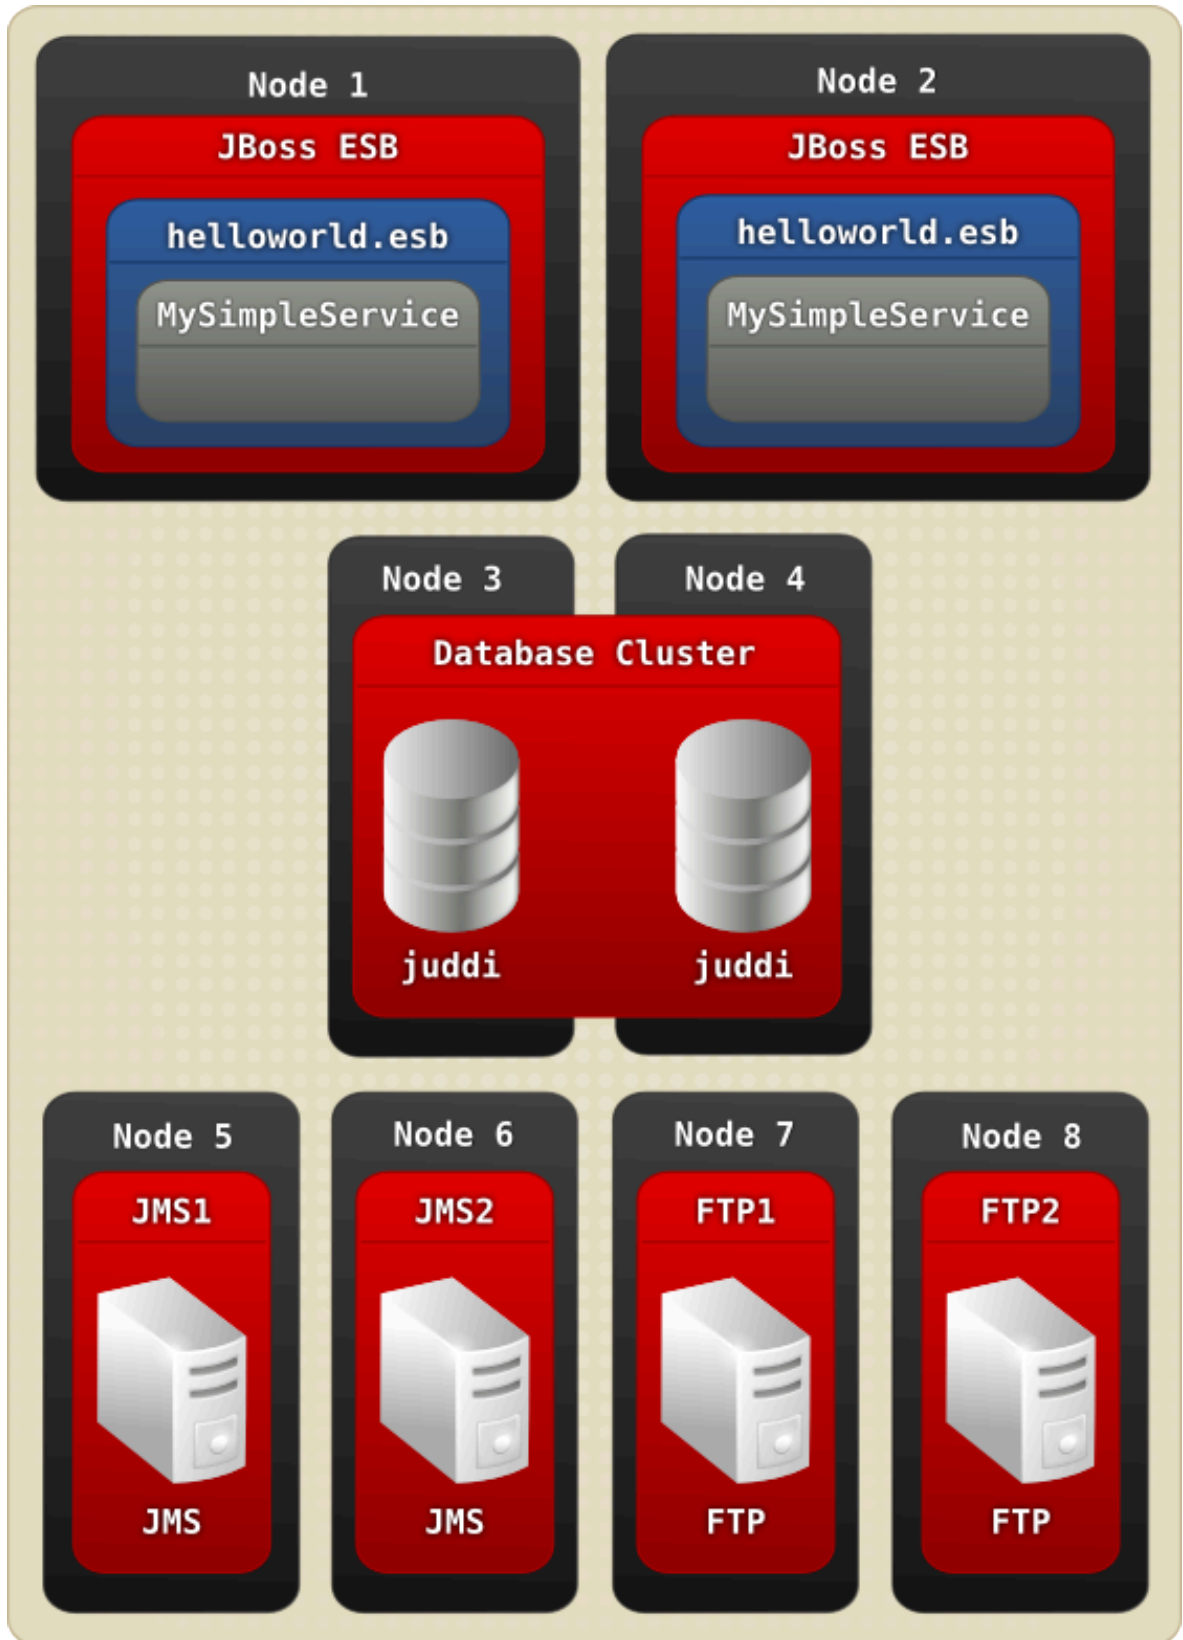 Node 1
Node 2
JBoss ESB
JBoss ESB
helloworld.esb
helloworld.esb
MySimpleService
MySimpleService
Node 3
Node 4
Database Cluster
juddi
juddi
Node 5
Node 6
Node 7
Node 8
JMS1
JMS2
FTP1
FTP2
JMS
JMS
FTP
FTP